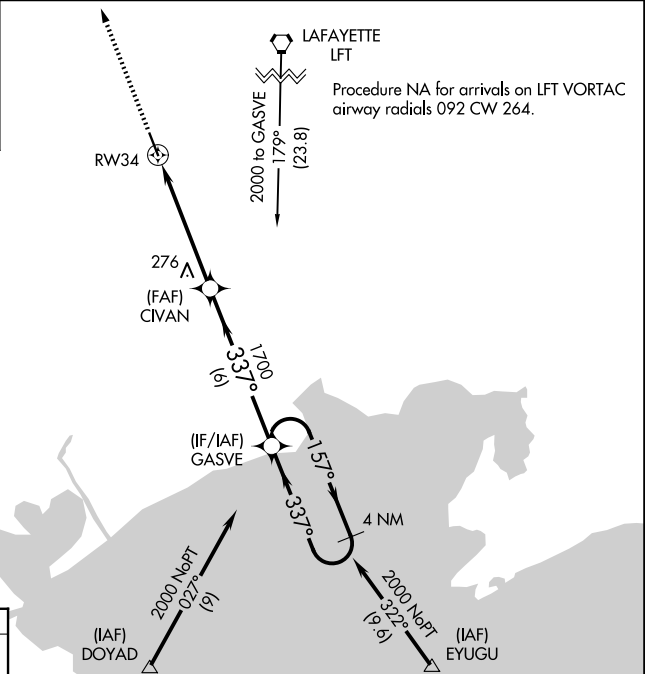 LAFAYETTE
LFT
Procedure NA for arrivals on LFT VORTAC
airway radials 092 CW 264.
2000 to GASVE
179°
(23.8)
RW34
276
(FAF)
CIVAN
1700
337°
(6)
(IF/IAF)
GASVE
157°
337°
4 NM
2000 NoPT
027°
(9)
2000 NoPT
322°
(9.6)
(IAF)
DOYAD
(IAF)
EYUGU